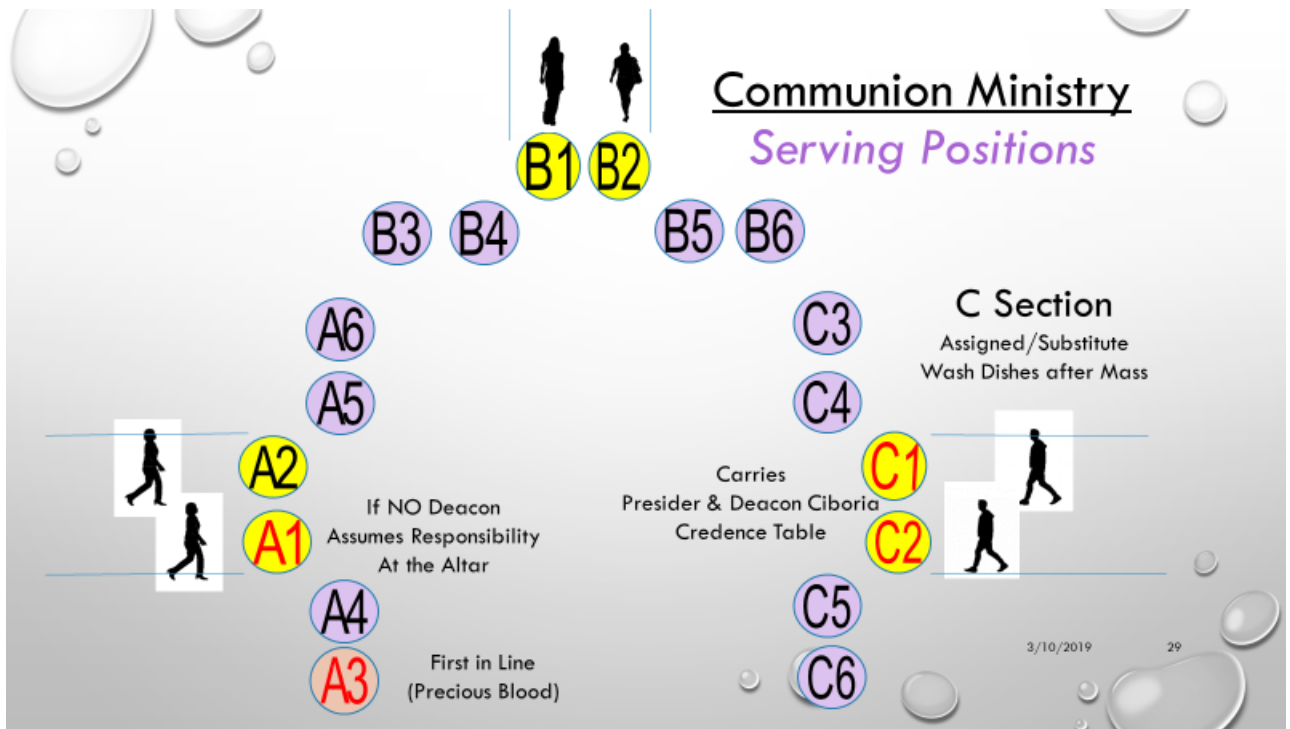 Communion Ministry
Serving Positions
B1 B2
B3 B4 B5 B6
A6 C3
C Section
Assigned/Substitute
Wash Dishes after Mass
A5 C4
A2 C1
Carries
Presider & Deacon Ciboria
Credence Table
If NO Deacon
Assumes Responsibility
At the Altar
A1 C2
A4 C5
A3 C6
First in Line
(Precious Blood)
3/10/2019 29